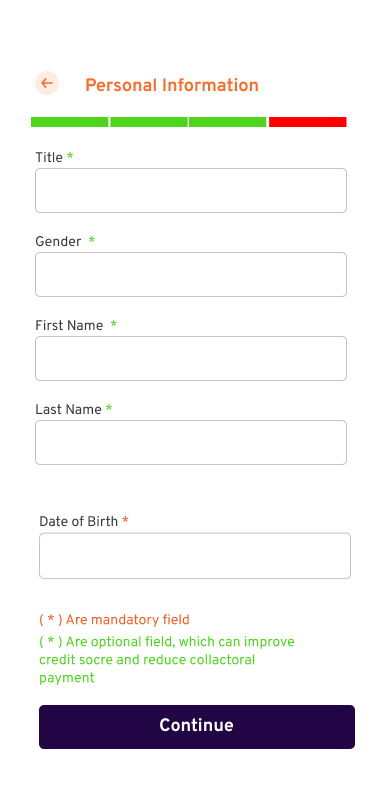 Personal Information
Title *
Gender *
First Name *
Last Name *
Date of Birth *
( * ) Are mandatory field
( * ) Are optional field, which can improve
credit socre and reduce collactoral
payment
Continue